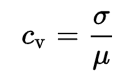 c_v = σ/μ